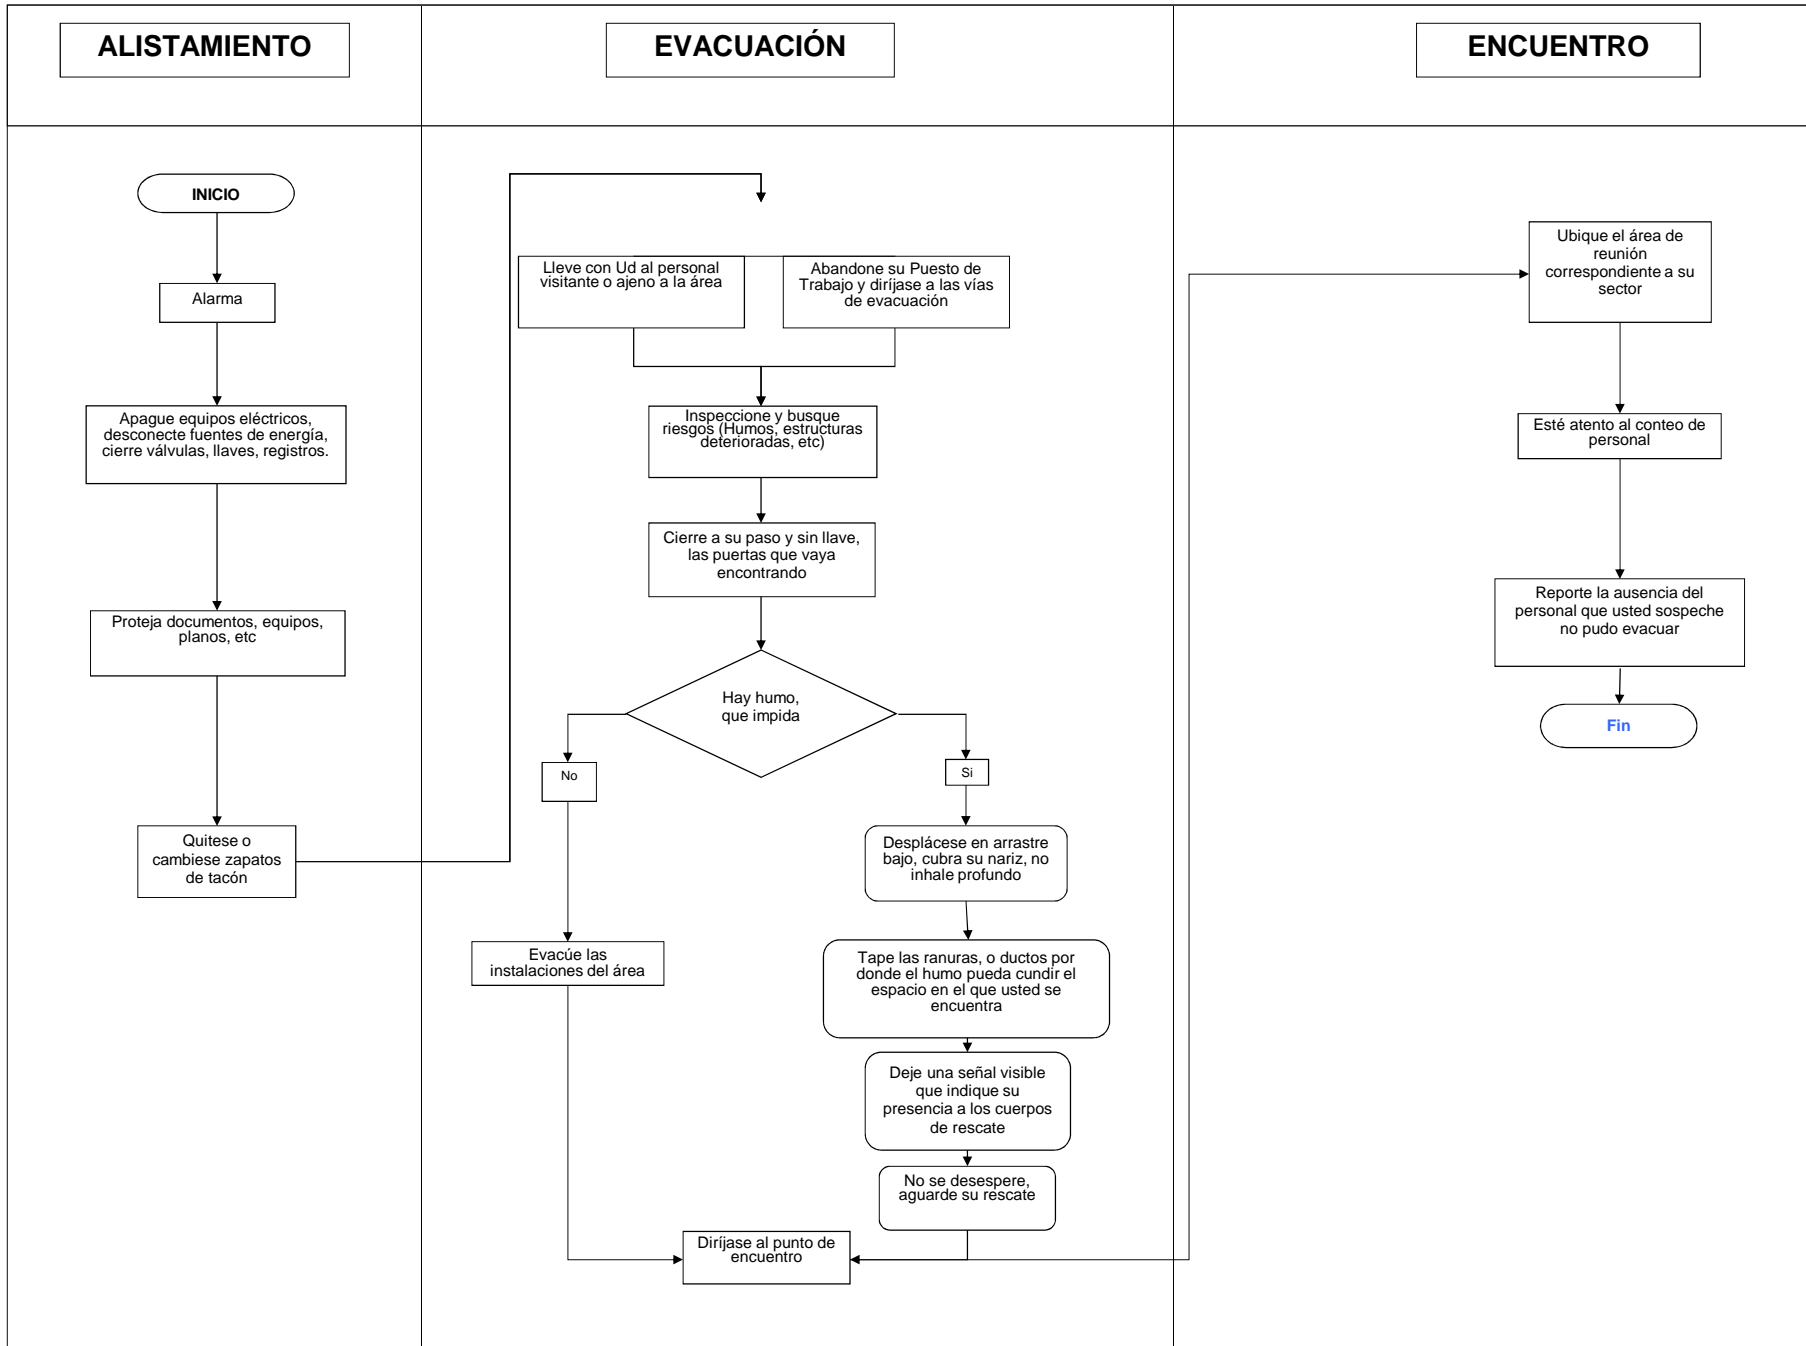 ALISTAMIENTO
EVACUACIÓN
ENCUENTRO
INICIO
Alarma
Apague equipos eléctricos,
desconecte fuentes de energía,
cierre válvulas, llaves, registros.
Proteja documentos, equipos,
planos, etc
Quitese o
cambiese zapatos
de tacón
Lleve con Ud al personal
visitante o ajeno a la área
Abandone su Puesto de
Trabajo y diríjase a las vías
de evacuación
Inspeccione y busque
riesgos (Humos, estructuras
deterioradas, etc)
Cierre a su paso y sin llave,
las puertas que vaya
encontrando
Hay humo,
que impida
No
Si
Evacúe las
instalaciones del área
Desplácese en arrastre
bajo, cubra su nariz, no
inhale profundo
Tape las ranuras, o ductos por
donde el humo pueda cundir el
espacio en el que usted se
encuentra
Deje una señal visible
que indique su
presencia a los cuerpos
de rescate
No se desespere,
aguarde su rescate
Diríjase al punto de
encuentro
Ubique el área de
reunión
correspondiente a su
sector
Esté atento al conteo de
personal
Reporte la ausencia del
personal que usted sospeche
no pudo evacuar
Fin